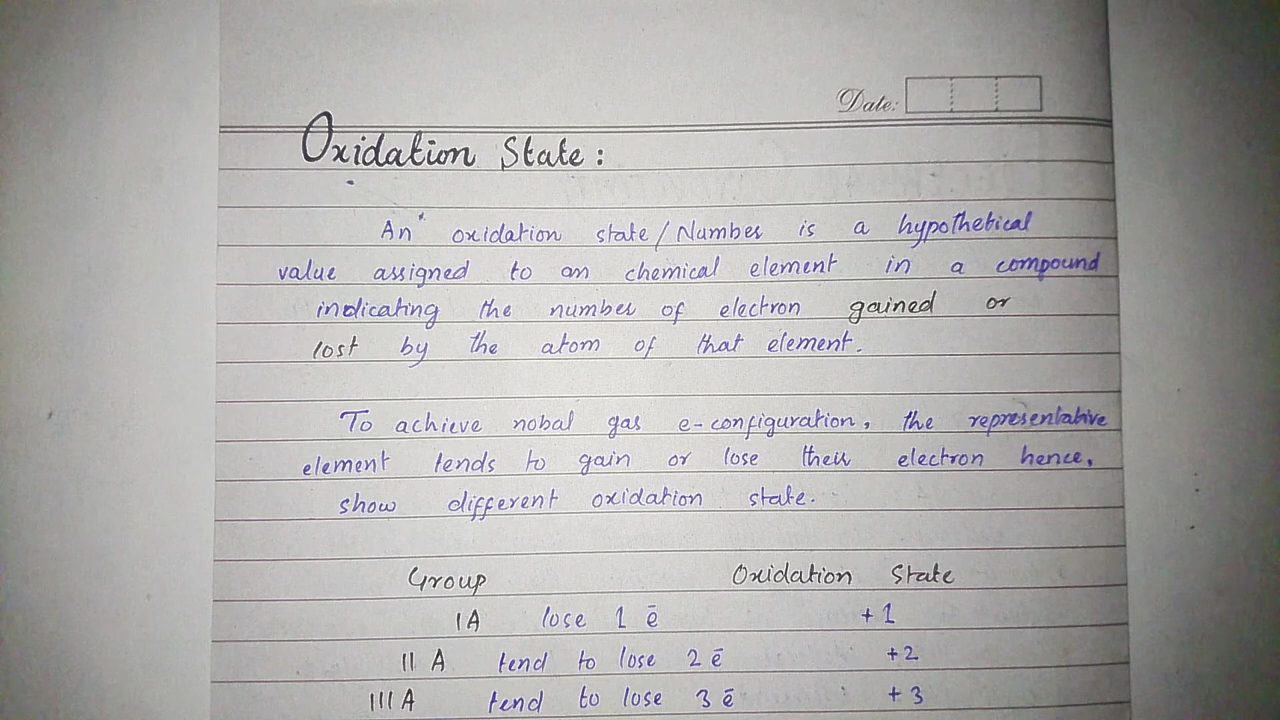 Date:
Oxidation State:
An oxidation state/Number is a hypothetical
value assigned to an chemical element in a compound
indicating the number of electron gained or
lost by the atom of that element.
To achieve nobal gas e-configuration, the representative
element tends to gain or lose their electron hence,
show different oxidation state.
Group Oxidation State
IA lose 1 ē +1
II A tend to lose 2 ē +2
III A tend to lose 3 ē +3